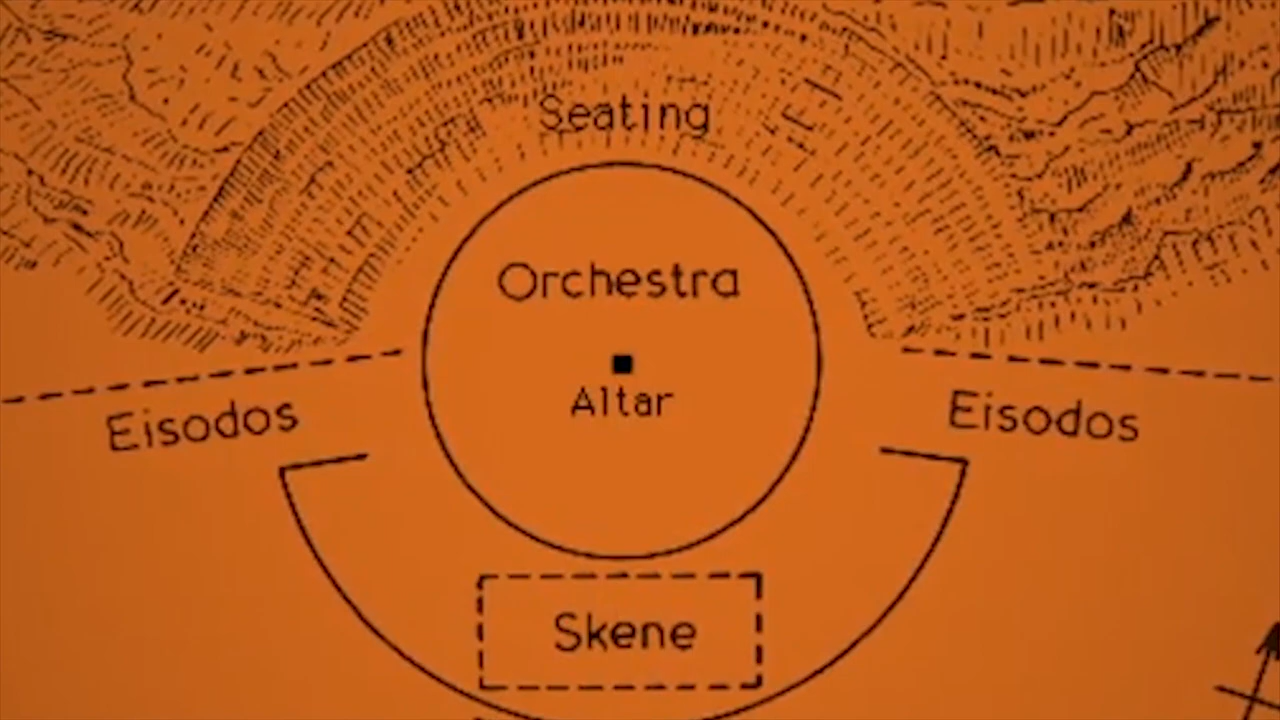 Seating
Orchestra
Altar
Eisodos
Eisodos
Skene